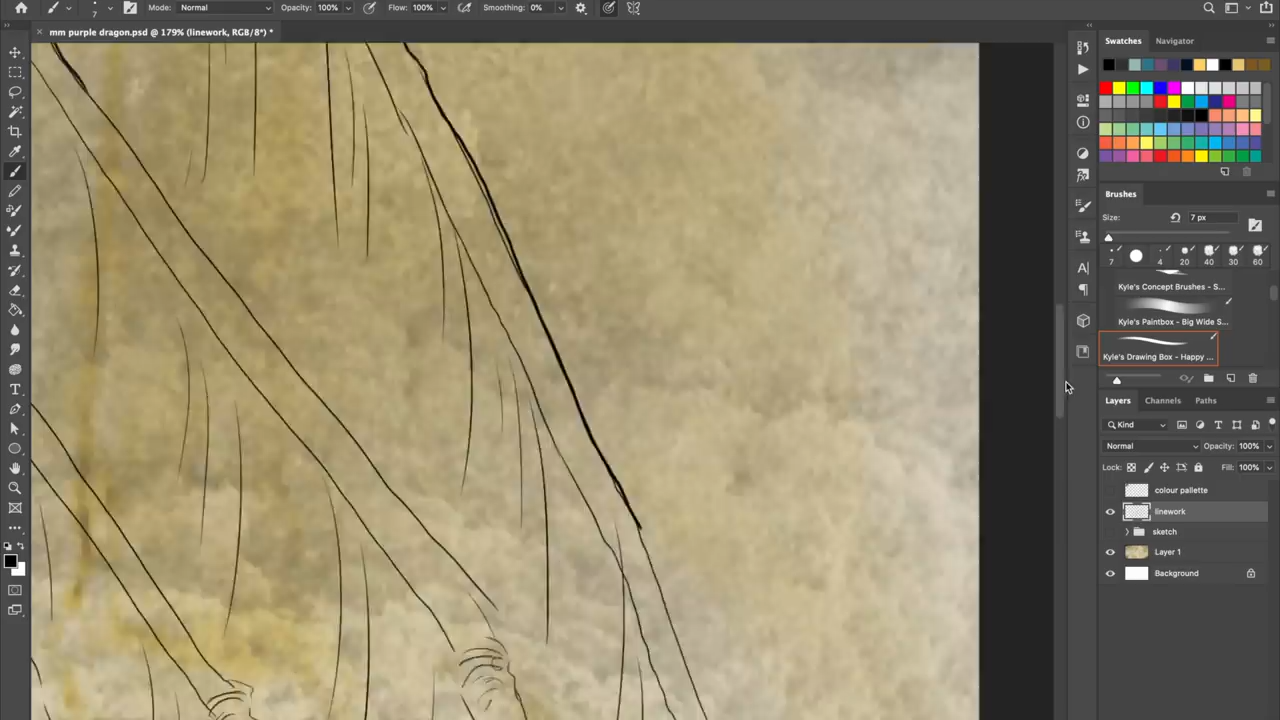 Mode: Normal Opacity: 100% Flow: 100% Smoothing: 0%
7
mm purple dragon.psd @ 179% (linework, RGB/8*) *
Swatches Navigator
Brushes
Size: 7 px
7 4 20 40 30 60
Kyle's Concept Brushes - S...
Kyle's Paintbox - Big Wide S...
Kyle's Drawing Box - Happy ...
Layers Channels Paths
Kind
Normal Opacity: 100%
Lock: Fill: 100%
colour pallette
linework
sketch
Layer 1
Background